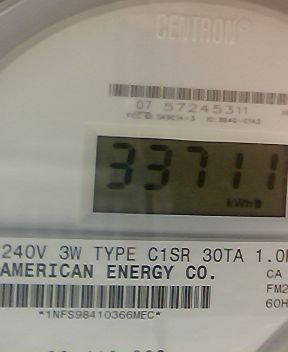 CENTRON®
07 57245311
33711
kWh
240V 3W TYPE C1SR 30TA 1.0
AMERICAN ENERGY CO.
CA
FM2
60H
*1NFS98410366MEC*